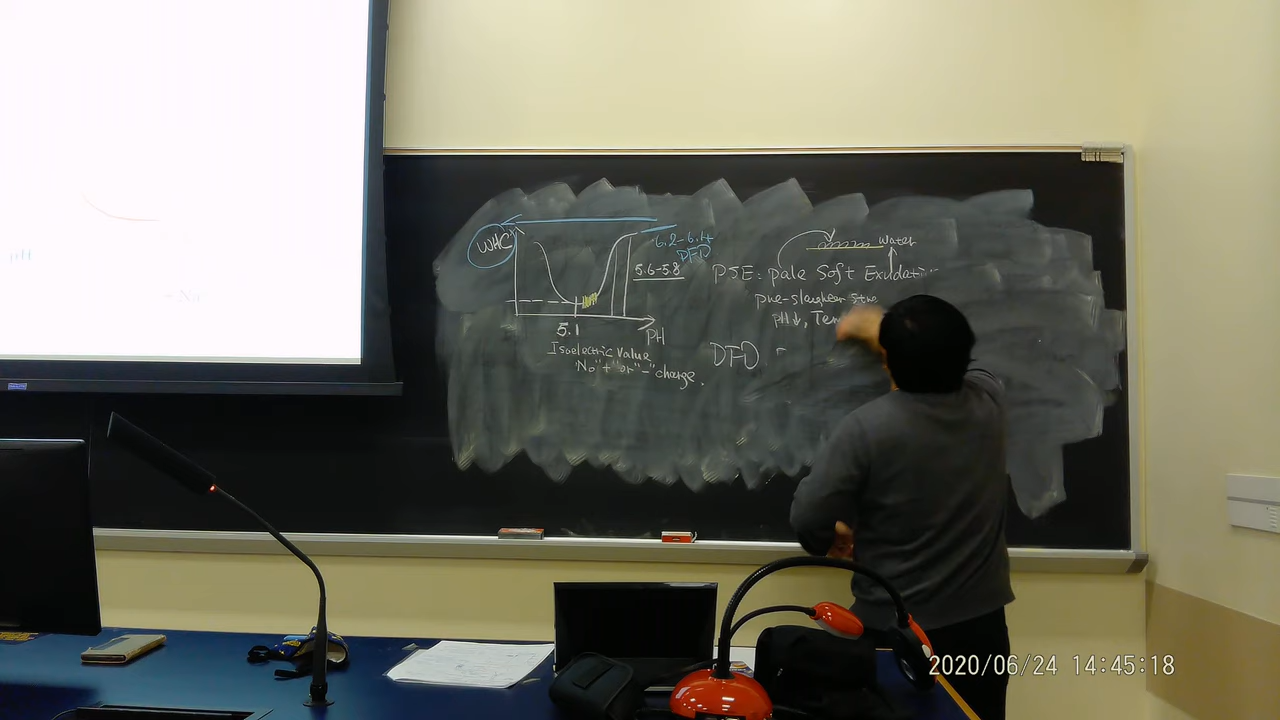 WHC
6.2-6.4
DFD
5.6-5.8
5.1
PH
Isoelectric Value
"No "+" or "-" charge.
Water
PSE: pale Soft Exudati
pre-slaughter Stre
pH↓, Tem
DFD
2020/06/24 14:45:18